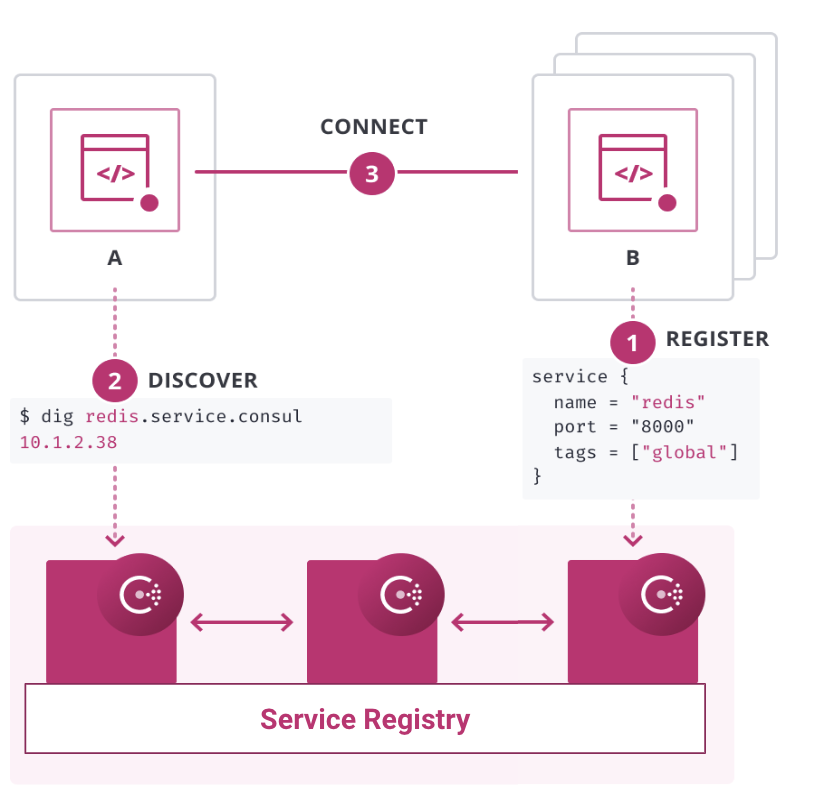 CONNECT
3
</>
</>
A
B
1 REGISTER
service {
  name = "redis"
  port = "8000"
  tags = ["global"]
}
2 DISCOVER
$ dig redis.service.consul
10.1.2.38
Service Registry